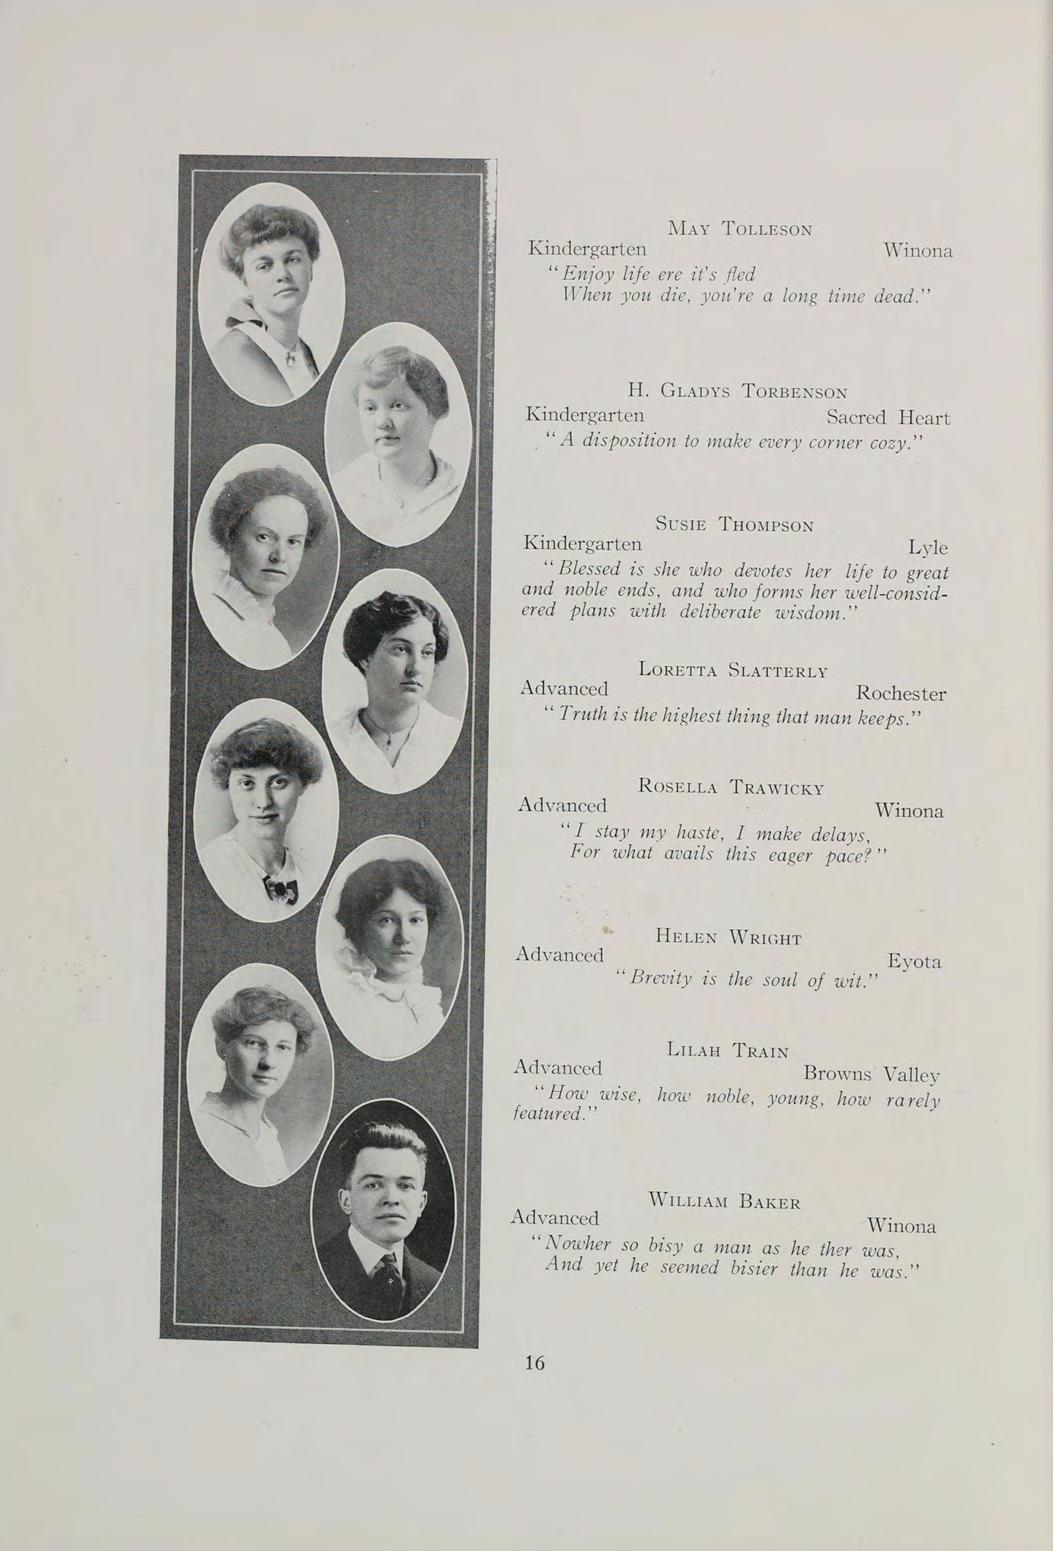 MAY TOLLESON
Kindergarten Winona
"Enjoy life ere it's fled
When you die, you're a long time dead."
H. GLADYS TORBENSON
Kindergarten Sacred Heart
"A disposition to make every corner cozy."
SUSIE THOMPSON
Kindergarten Lyle
"Blessed is she who devotes her life to great
and noble ends, and who forms her well-consid-
ered plans with deliberate wisdom."
LORETTA SLATTERLY
Advanced Rochester
"Truth is the highest thing that man keeps."
ROSELLA TRAWICKY
Advanced Winona
"I stay my haste, I make delays,
For what avails this eager pace?"
HELEN WRIGHT
Advanced Eyota
"Brevity is the soul of wit."
LILAH TRAIN
Advanced Browns Valley
"How wise, how noble, young, how rarely
featured."
WILLIAM BAKER
Advanced Winona
"Nowher so bisy a man as he ther was,
And yet he seemed bisier than he was."
16